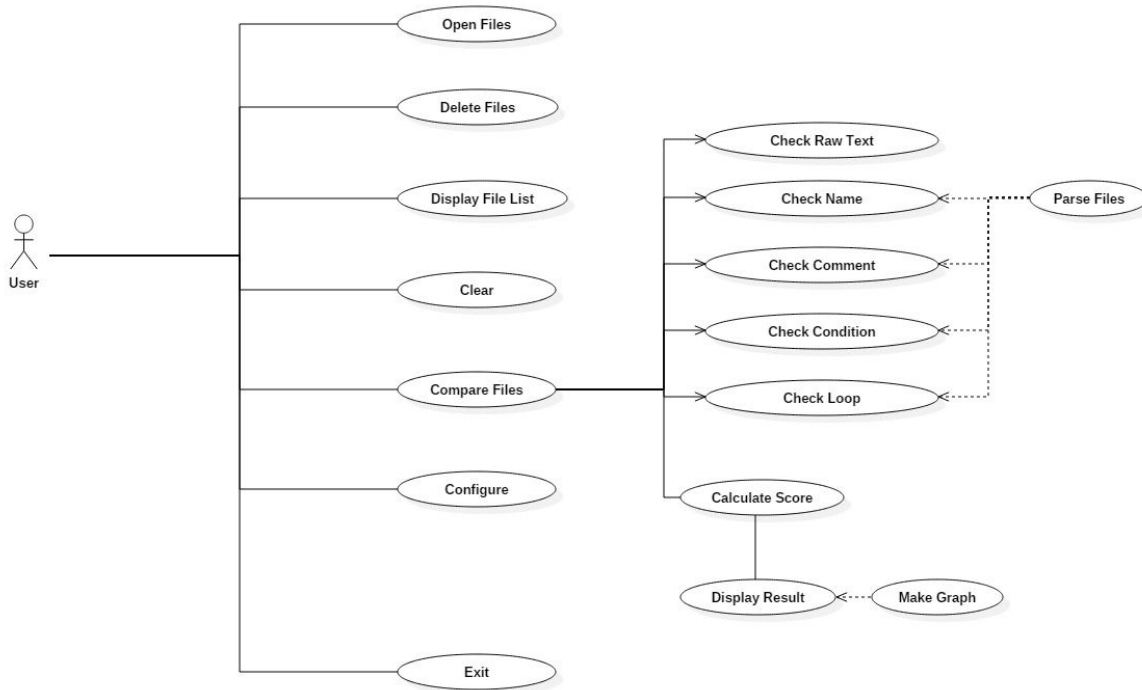 Open Files
Delete Files
Check Raw Text
Display File List
Check Name
Parse Files
User
Check Comment
Clear
Check Condition
Compare Files
Check Loop
Configure
Calculate Score
Display Result
Make Graph
Exit